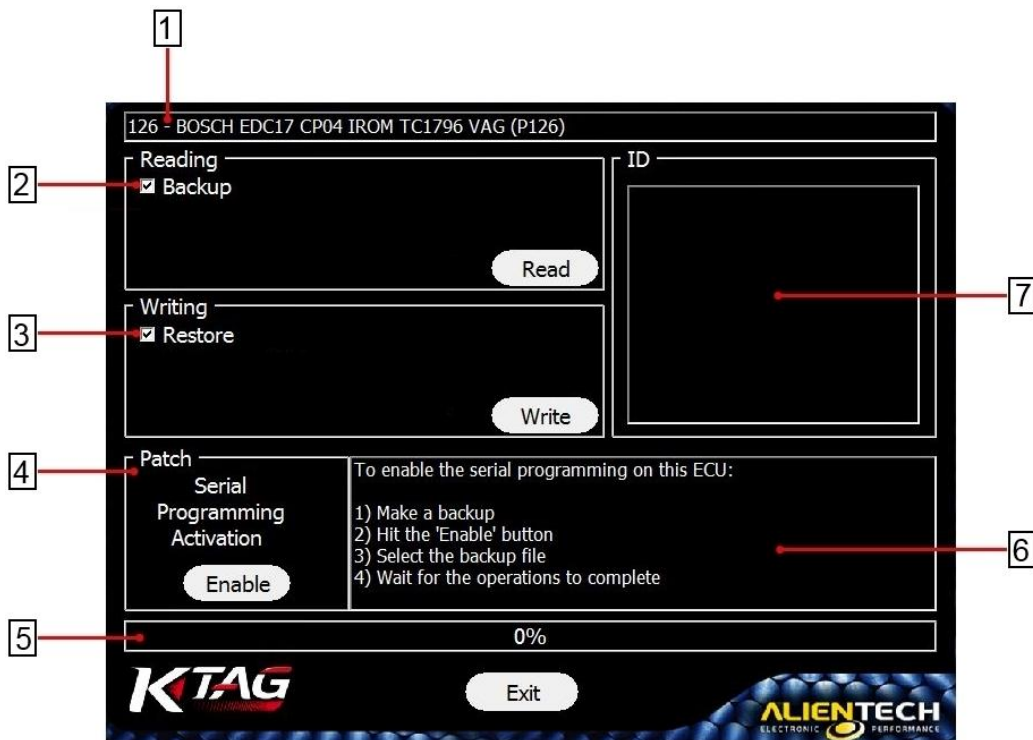 1
126 - BOSCH EDC17 CP04 IROM TC1796 VAG (P126)
Reading
2
Backup
Read
ID
7
Writing
3
Restore
Write
4
Patch
Serial
Programming
Activation
Enable
To enable the serial programming on this ECU:
1) Make a backup
2) Hit the 'Enable' button
3) Select the backup file
4) Wait for the operations to complete
6
5
0%
KTAG
Exit
ALIENTECH
ELECTRONIC PERFORMANCE